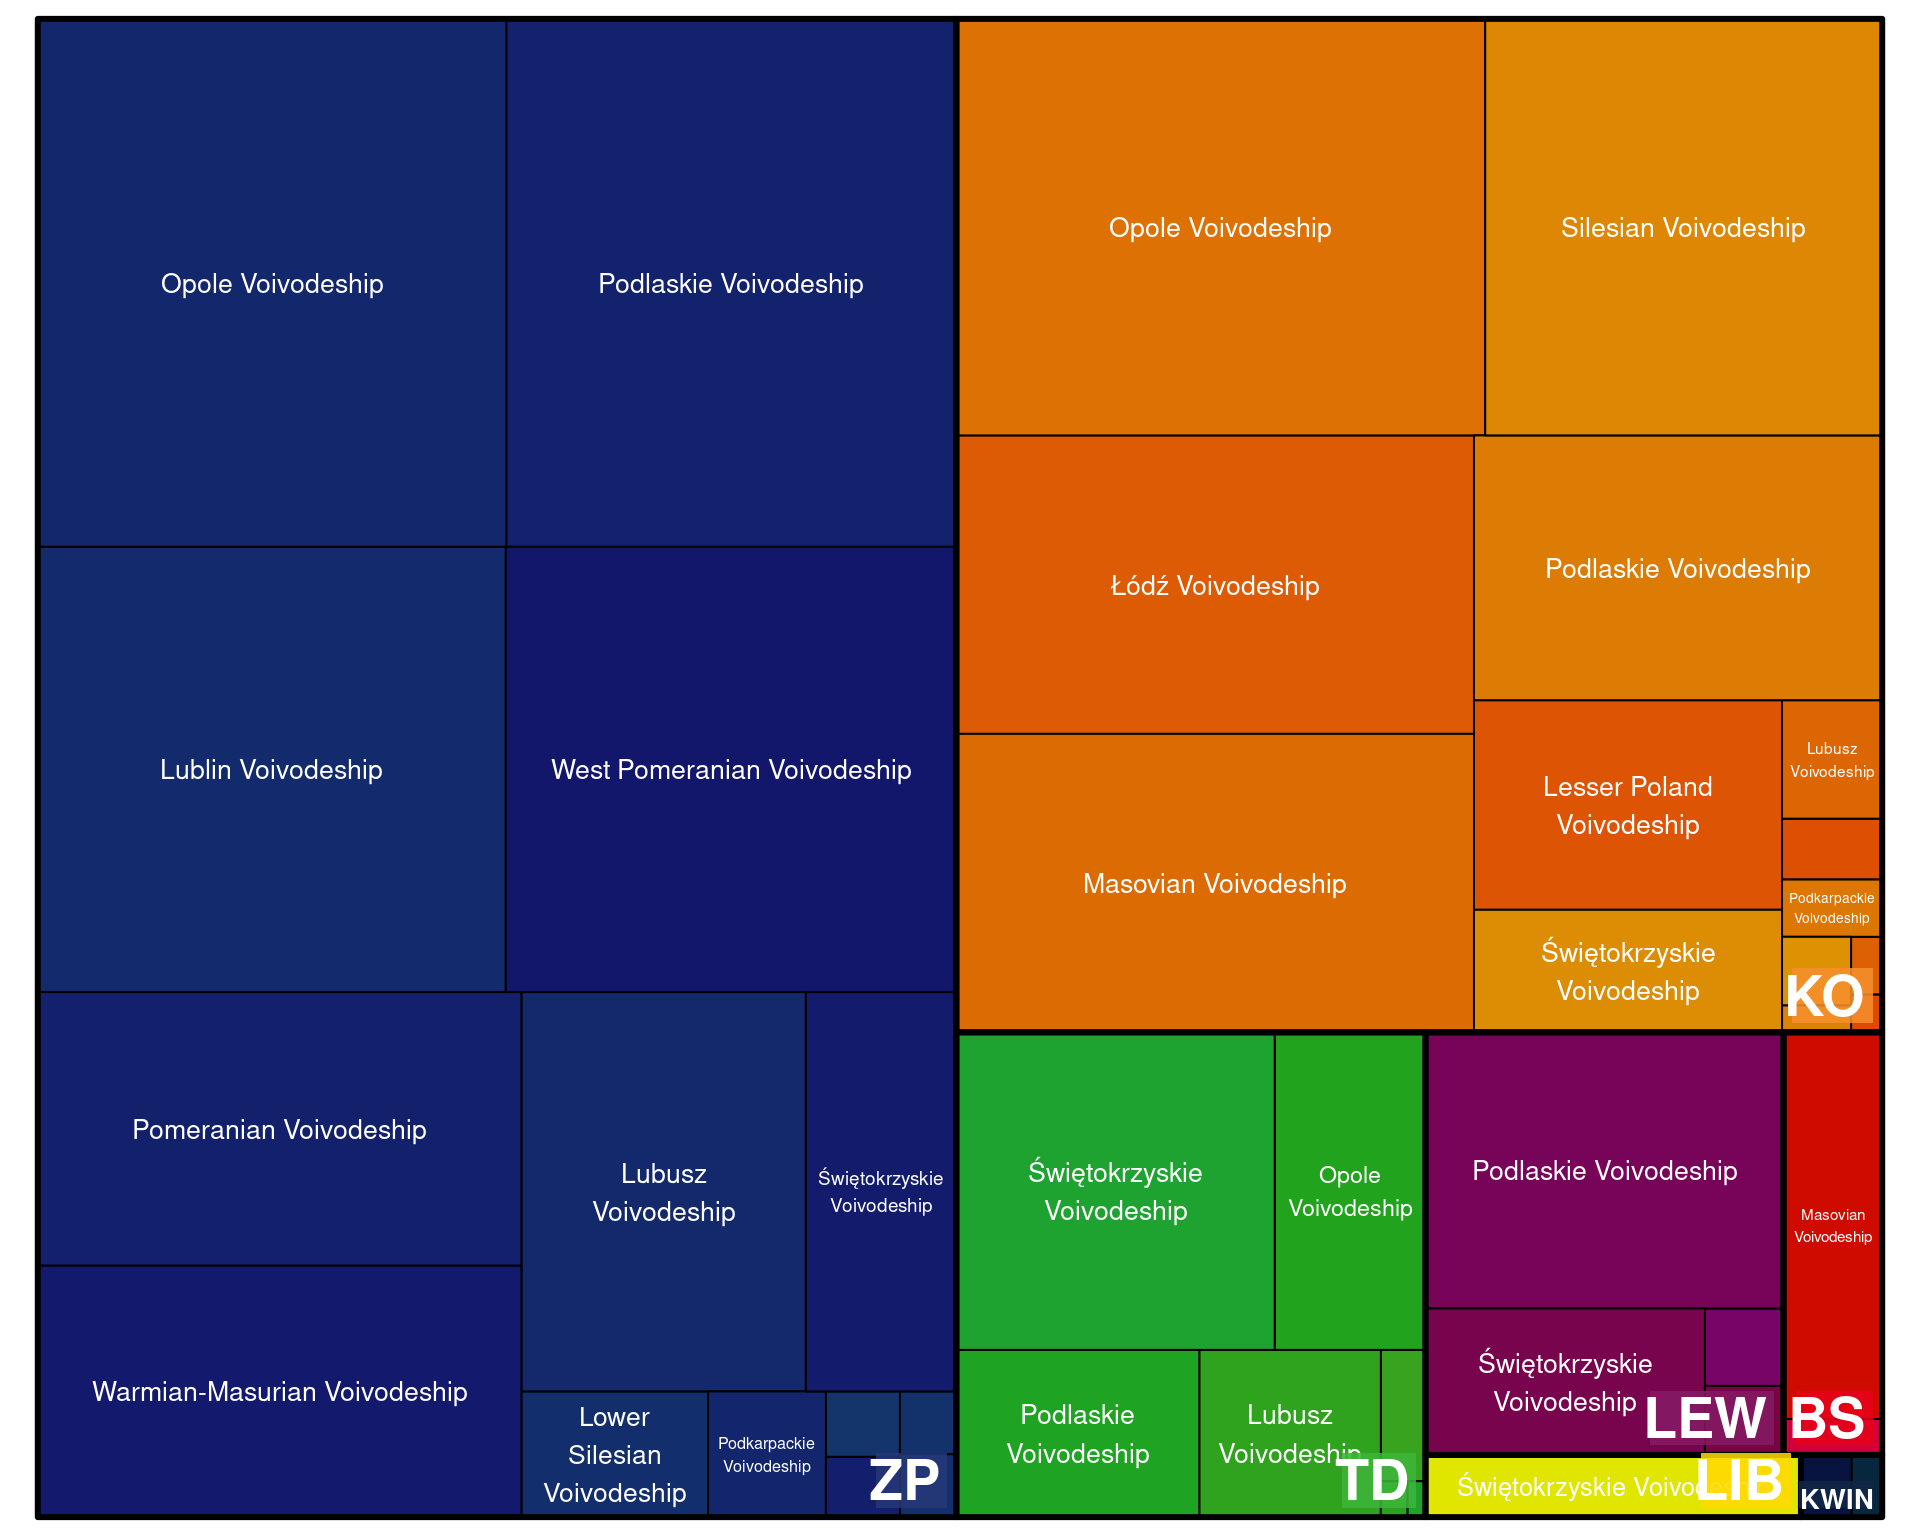 Opole Voivodeship
Podlaskie Voivodeship
Lublin Voivodeship
West Pomeranian Voivodeship
Pomeranian Voivodeship
Warmian-Masurian Voivodeship
Lubusz
Voivodeship
Świętokrzyskie
Voivodeship
Lower
Silesian
Voivodeship
Podkarpackie
Voivodeship
ZP
Opole Voivodeship
Silesian Voivodeship
Łódź Voivodeship
Podlaskie Voivodeship
Masovian Voivodeship
Lesser Poland
Voivodeship
Lubusz
Voivodeship
Podkarpackie
Voivodeship
Świętokrzyskie
Voivodeship
KO
Świętokrzyskie
Voivodeship
Opole
Voivodeship
Podlaskie
Voivodeship
Lubusz
Voivodeship
TD
Podlaskie Voivodeship
Świętokrzyskie
Voivodeship
LEW
Masovian
Voivodeship
BS
Świętokrzyskie
LIB
KWIN